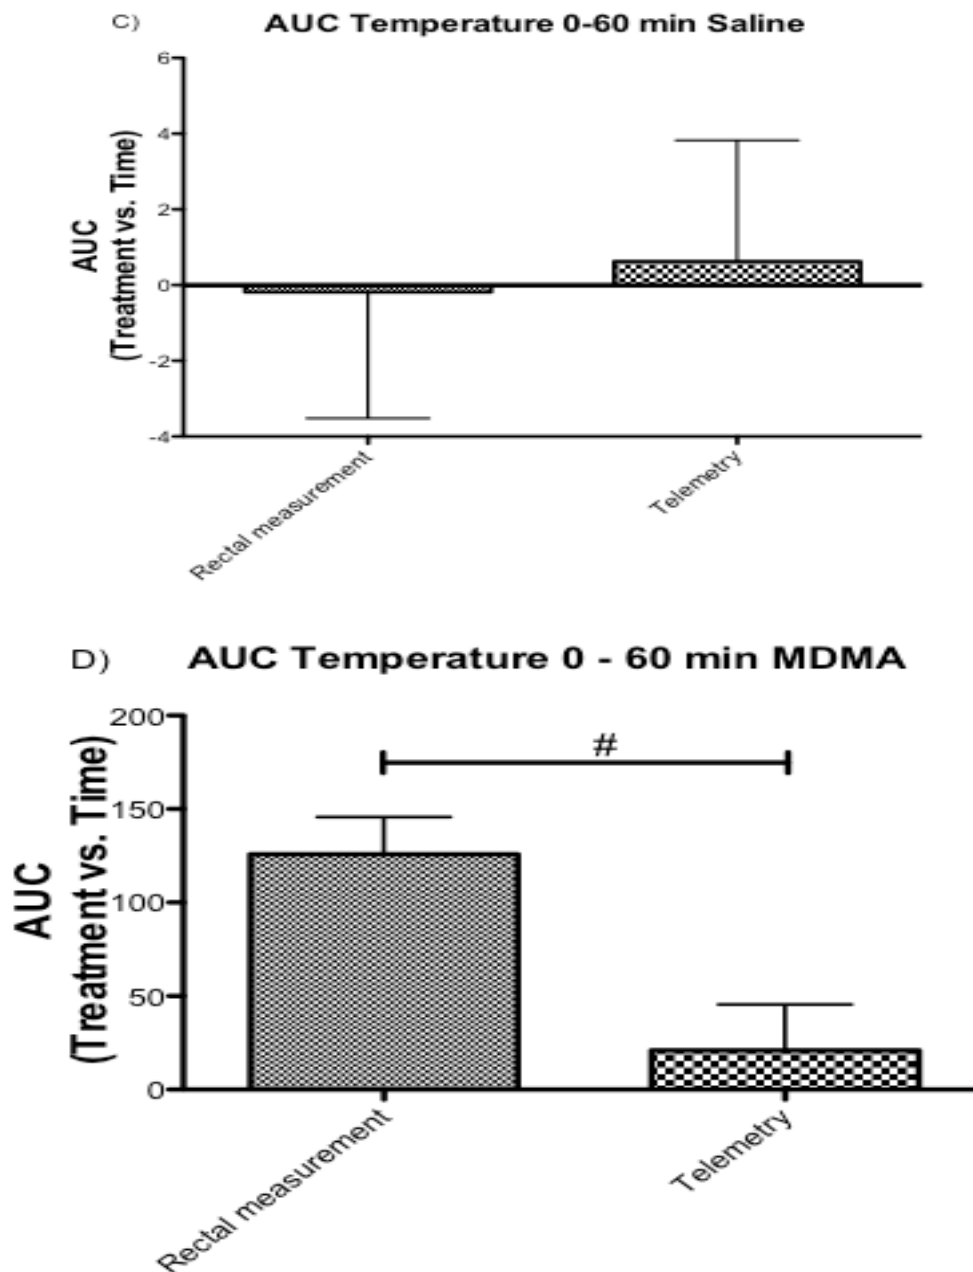 C)
AUC Temperature 0-60 min Saline
AUC
(Treatment vs. Time)
6
4
2
0
-2
-4
Rectal measurement
Telemetry
D)
AUC Temperature 0 - 60 min MDMA
AUC
(Treatment vs. Time)
200
150
100
50
0
#
Rectal measurement
Telemetry